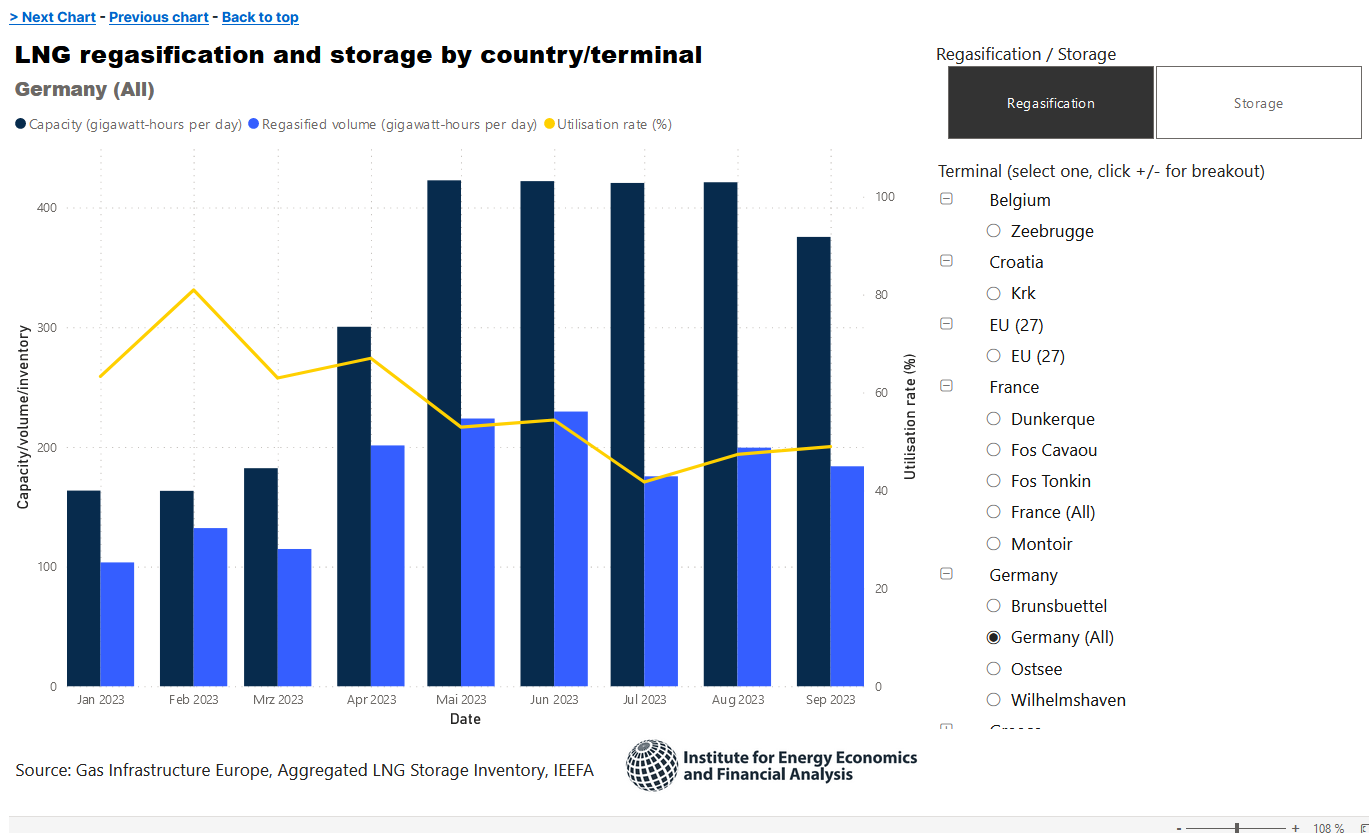 > Next Chart - Previous chart - Back to top
LNG regasification and storage by country/terminal
Germany (All)
Capacity (gigawatt-hours per day) Regasified volume (gigawatt-hours per day) Utilisation rate (%)
Capacity/volume/inventory
400
300
200
100
0
100
80
60
40
20
0
Utilisation rate (%)
Jan 2023 Feb 2023 Mrz 2023 Apr 2023 Mai 2023 Jun 2023 Jul 2023 Aug 2023 Sep 2023
Date
Source: Gas Infrastructure Europe, Aggregated LNG Storage Inventory, IEEFA
Institute for Energy Economics
and Financial Analysis
Regasification / Storage
Regasification Storage
Terminal (select one, click +/- for breakout)
Belgium
Zeebrugge
Croatia
Krk
EU (27)
EU (27)
France
Dunkerque
Fos Cavaou
Fos Tonkin
France (All)
Montoir
Germany
Brunsbuettel
Germany (All)
Ostsee
Wilhelmshaven
- + 108 %